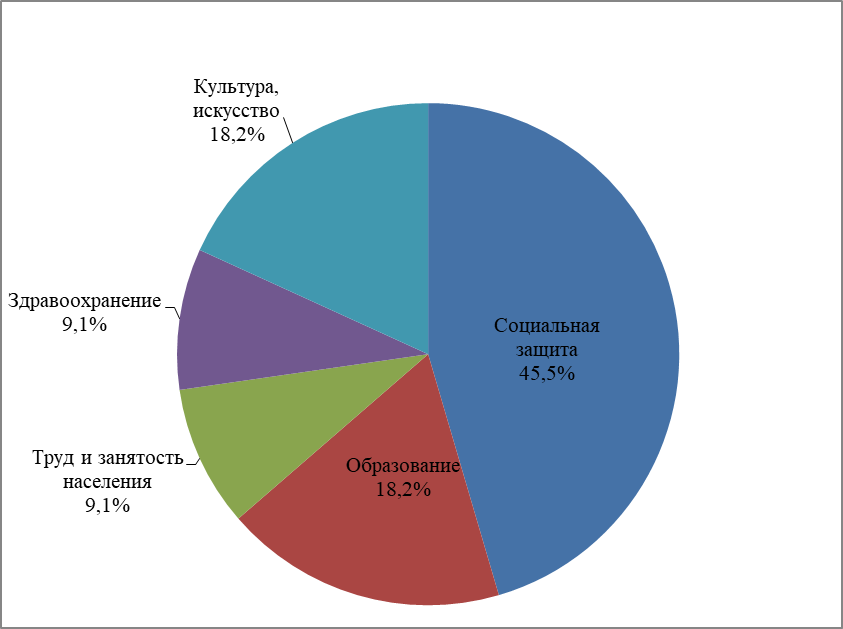 Культура,
искусство
18,2%
Здравоохранение
9,1%
Социальная
защита
45,5%
Труд и занятость
населения
9,1%
Образование
18,2%